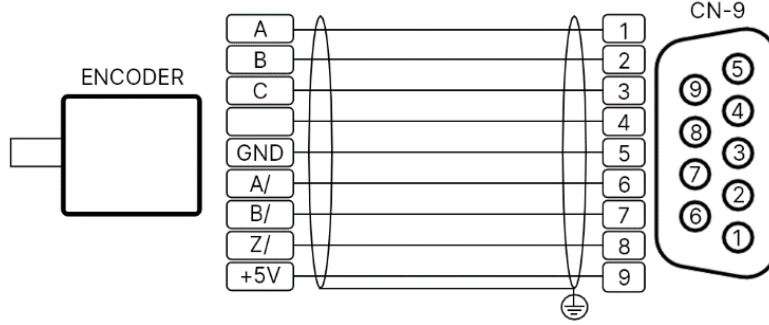 CN-9
ENCODER
A 1
B 2
C 3
4
GND 5
A/ 6
B/ 7
Z/ 8
+5V 9
5
9
4
8
3
7
2
6
1